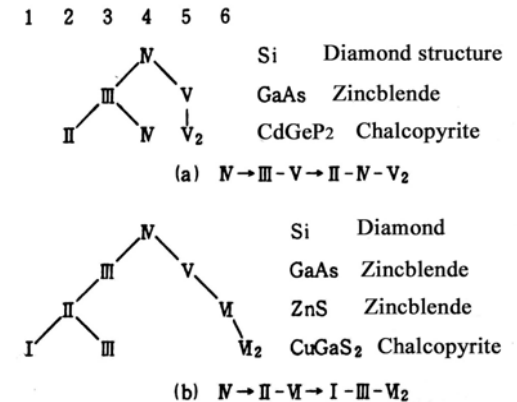 1 2 3 4 5 6
Ⅳ Si Diamond structure
Ⅲ Ⅴ GaAs Zincblende
Ⅱ Ⅳ Ⅴ₂ CdGeP₂ Chalcopyrite
(a) Ⅳ→Ⅲ-Ⅴ→Ⅱ-Ⅳ-Ⅴ₂
Ⅳ Si Diamond
Ⅲ Ⅴ GaAs Zincblende
Ⅱ Ⅵ ZnS Zincblende
Ⅰ Ⅲ Ⅵ₂ CuGaS₂ Chalcopyrite
(b) Ⅳ→Ⅱ-Ⅵ→Ⅰ-Ⅲ-Ⅵ₂